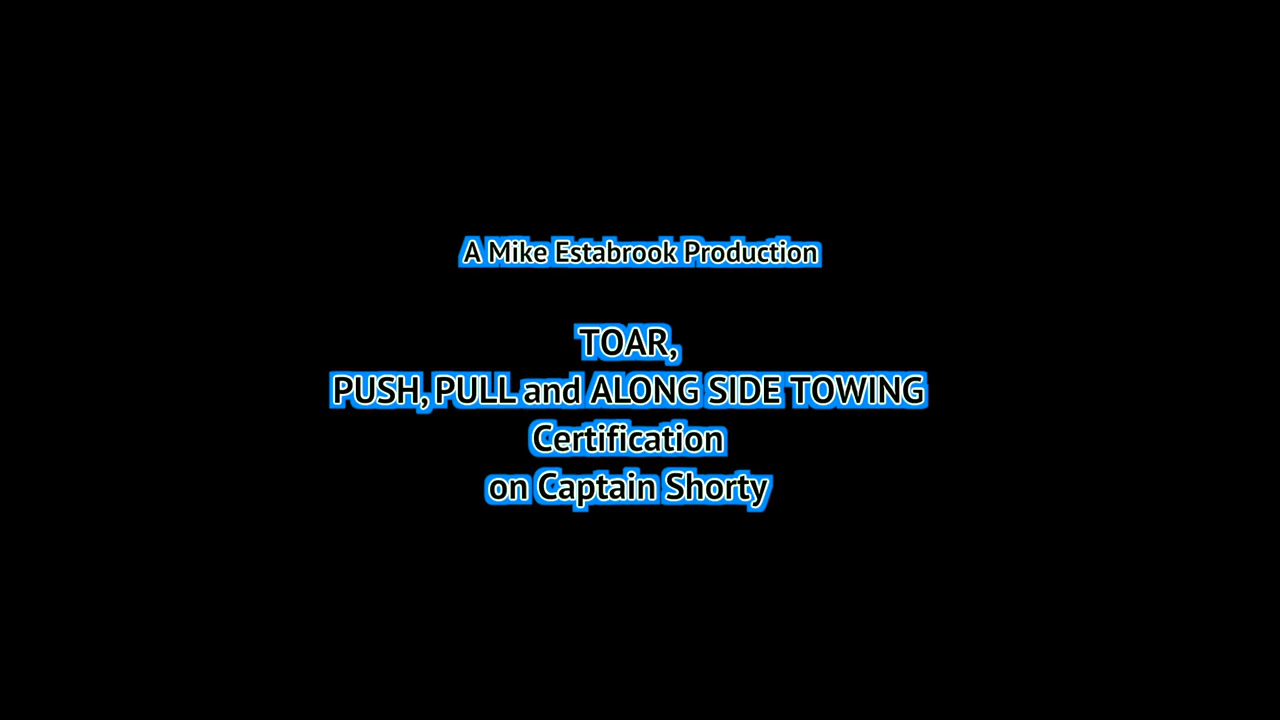 A Mike Estabrook Production
TOAR,
PUSH, PULL and ALONG SIDE TOWING
Certification
on Captain Shorty